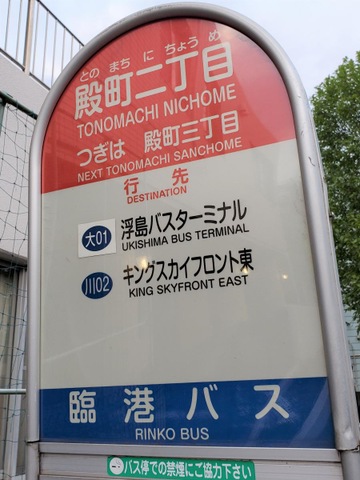 とのまちにちょうめ
殿町二丁目
TONOMACHI NICHOME
つぎは 殿町三丁目
NEXT TONOMACHI SANCHOME
行先
DESTINATION
大01 浮島バスターミナル
UKISHIMA BUS TERMINAL
川02 キングスカイフロント東
KING SKYFRONT EAST
臨港バス
RINKO BUS
バス停での禁煙にご協力下さい